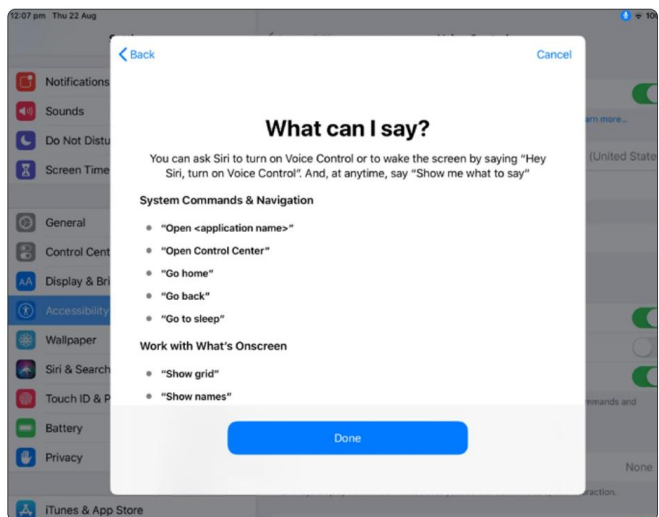 12:07 pm Thu 22 Aug
Back
Cancel
What can I say?
You can ask Siri to turn on Voice Control or to wake the screen by saying “Hey
Siri, turn on Voice Control”. And, at anytime, say “Show me what to say”
System Commands & Navigation
“Open <application name>”
“Open Control Center”
“Go home”
“Go back”
“Go to sleep”
Work with What’s Onscreen
“Show grid”
“Show names”
Done
Notifications
Sounds
Do Not Distu
Screen Time
General
Control Cent
AA Display & Bri
Accessibility
Wallpaper
Siri & Search
Touch ID & P
Battery
Privacy
iTunes & App Store
arn more...
(United State
mmands and
None
raction.